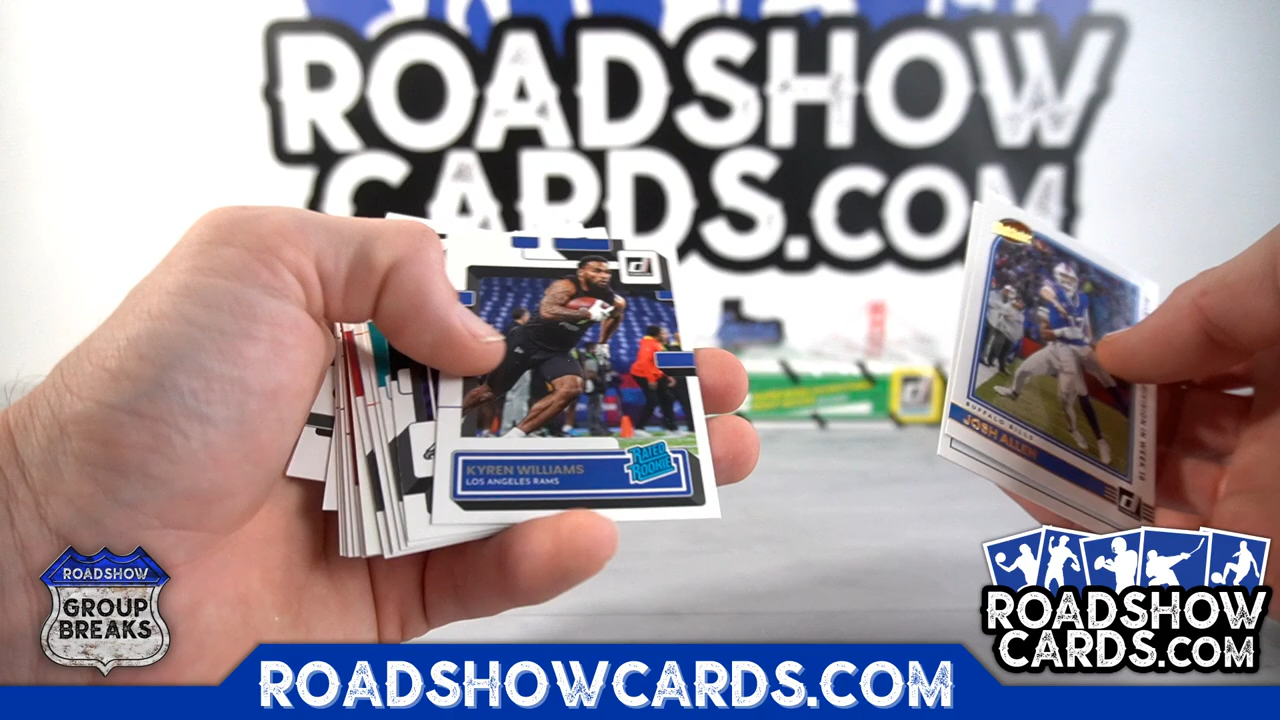 ROADSHOW
CARDS.COM
KYREN WILLIAMS
LOS ANGELES RAMS
RATED
ROOKIE
BUFFALO BILLS
JOSH ALLEN
ROADSHOW
GROUP
BREAKS
ROADSHOW
CARDS.COM
ROADSHOWCARDS.COM